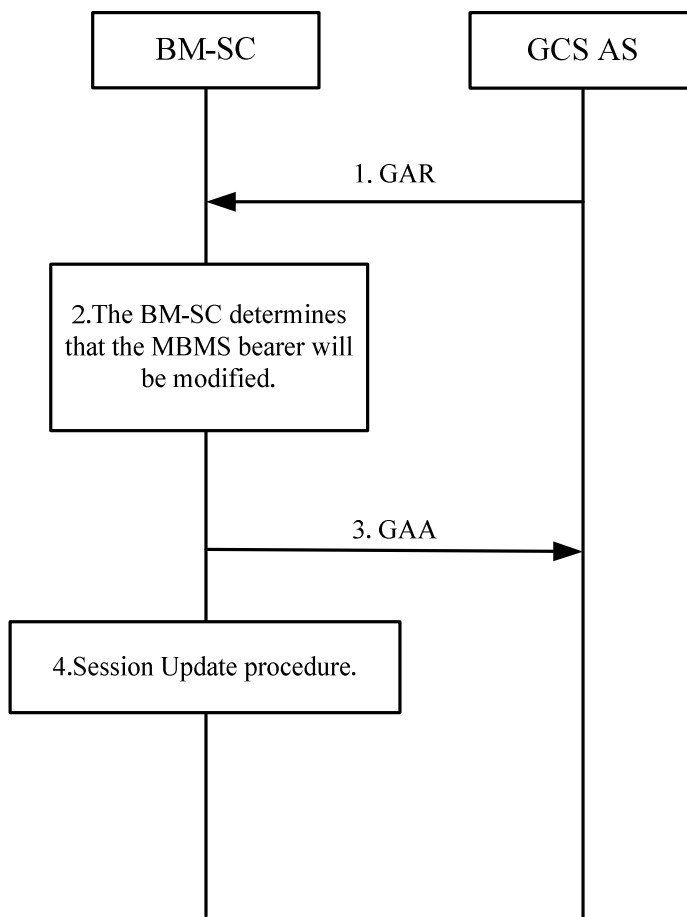 BM-SC
GCS AS
1. GAR
2.The BM-SC determines
that the MBMS bearer will
be modified.
3. GAA
4.Session Update procedure.